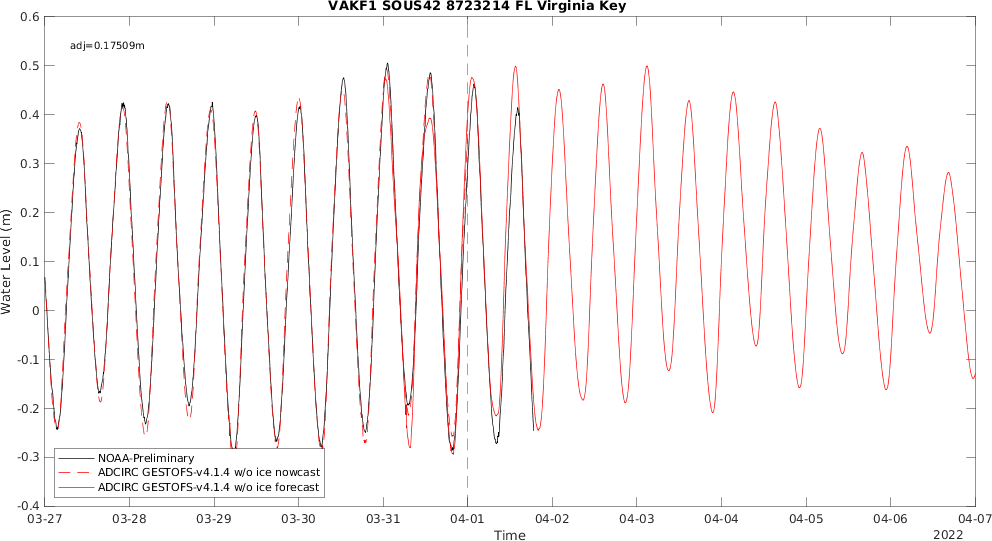 VAKF1 SOUS42 8723214 FL Virginia Key
adj=0.17509m
0.6
0.5
0.4
0.3
0.2
0.1
0
-0.1
-0.2
-0.3
-0.4
Water Level (m)
NOAA-Preliminary
ADCIRC GESTOFS-v4.1.4 w/o ice nowcast
ADCIRC GESTOFS-v4.1.4 w/o ice forecast
03-27 03-28 03-29 03-30 03-31 04-01 04-02 04-03 04-04 04-05 04-06 04-07
Time
2022